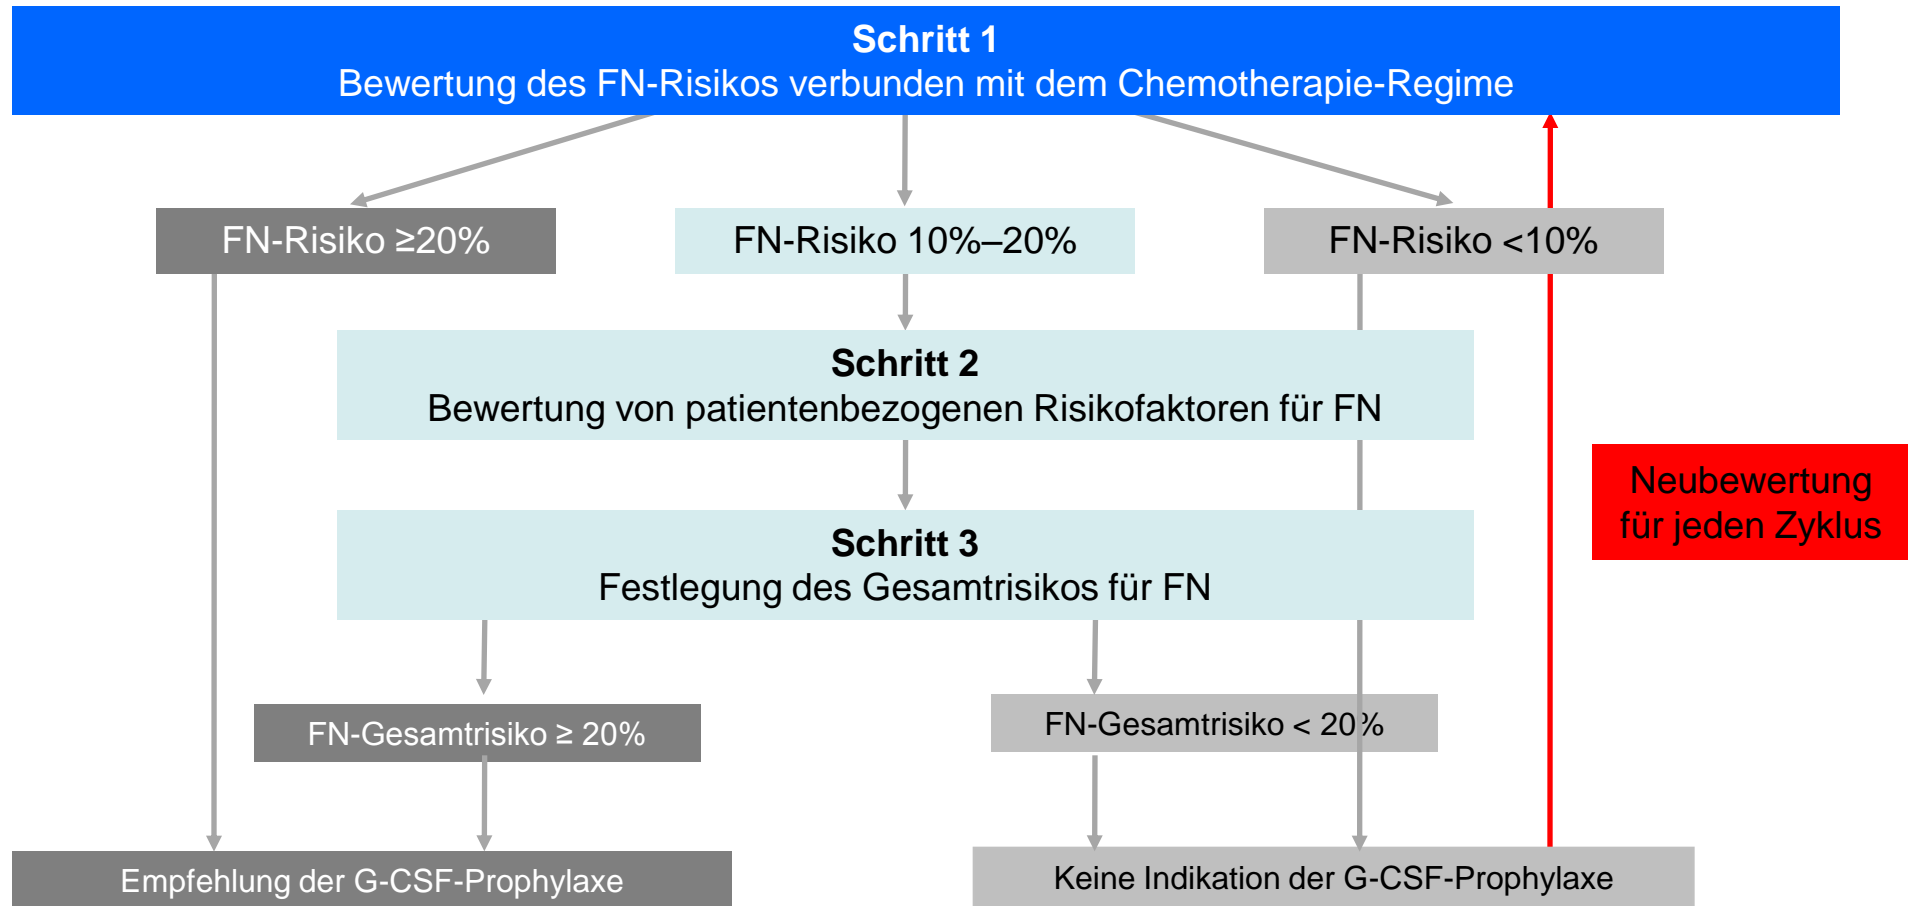 Schritt 1
Bewertung des FN-Risikos verbunden mit dem Chemotherapie-Regime
FN-Risiko ≥20%
FN-Risiko 10%–20%
FN-Risiko <10%
Schritt 2
Bewertung von patientenbezogenen Risikofaktoren für FN
Neubewertung
für jeden Zyklus
Schritt 3
Festlegung des Gesamtrisikos für FN
FN-Gesamtrisiko ≥ 20%
FN-Gesamtrisiko < 20%
Empfehlung der G-CSF-Prophylaxe
Keine Indikation der G-CSF-Prophylaxe